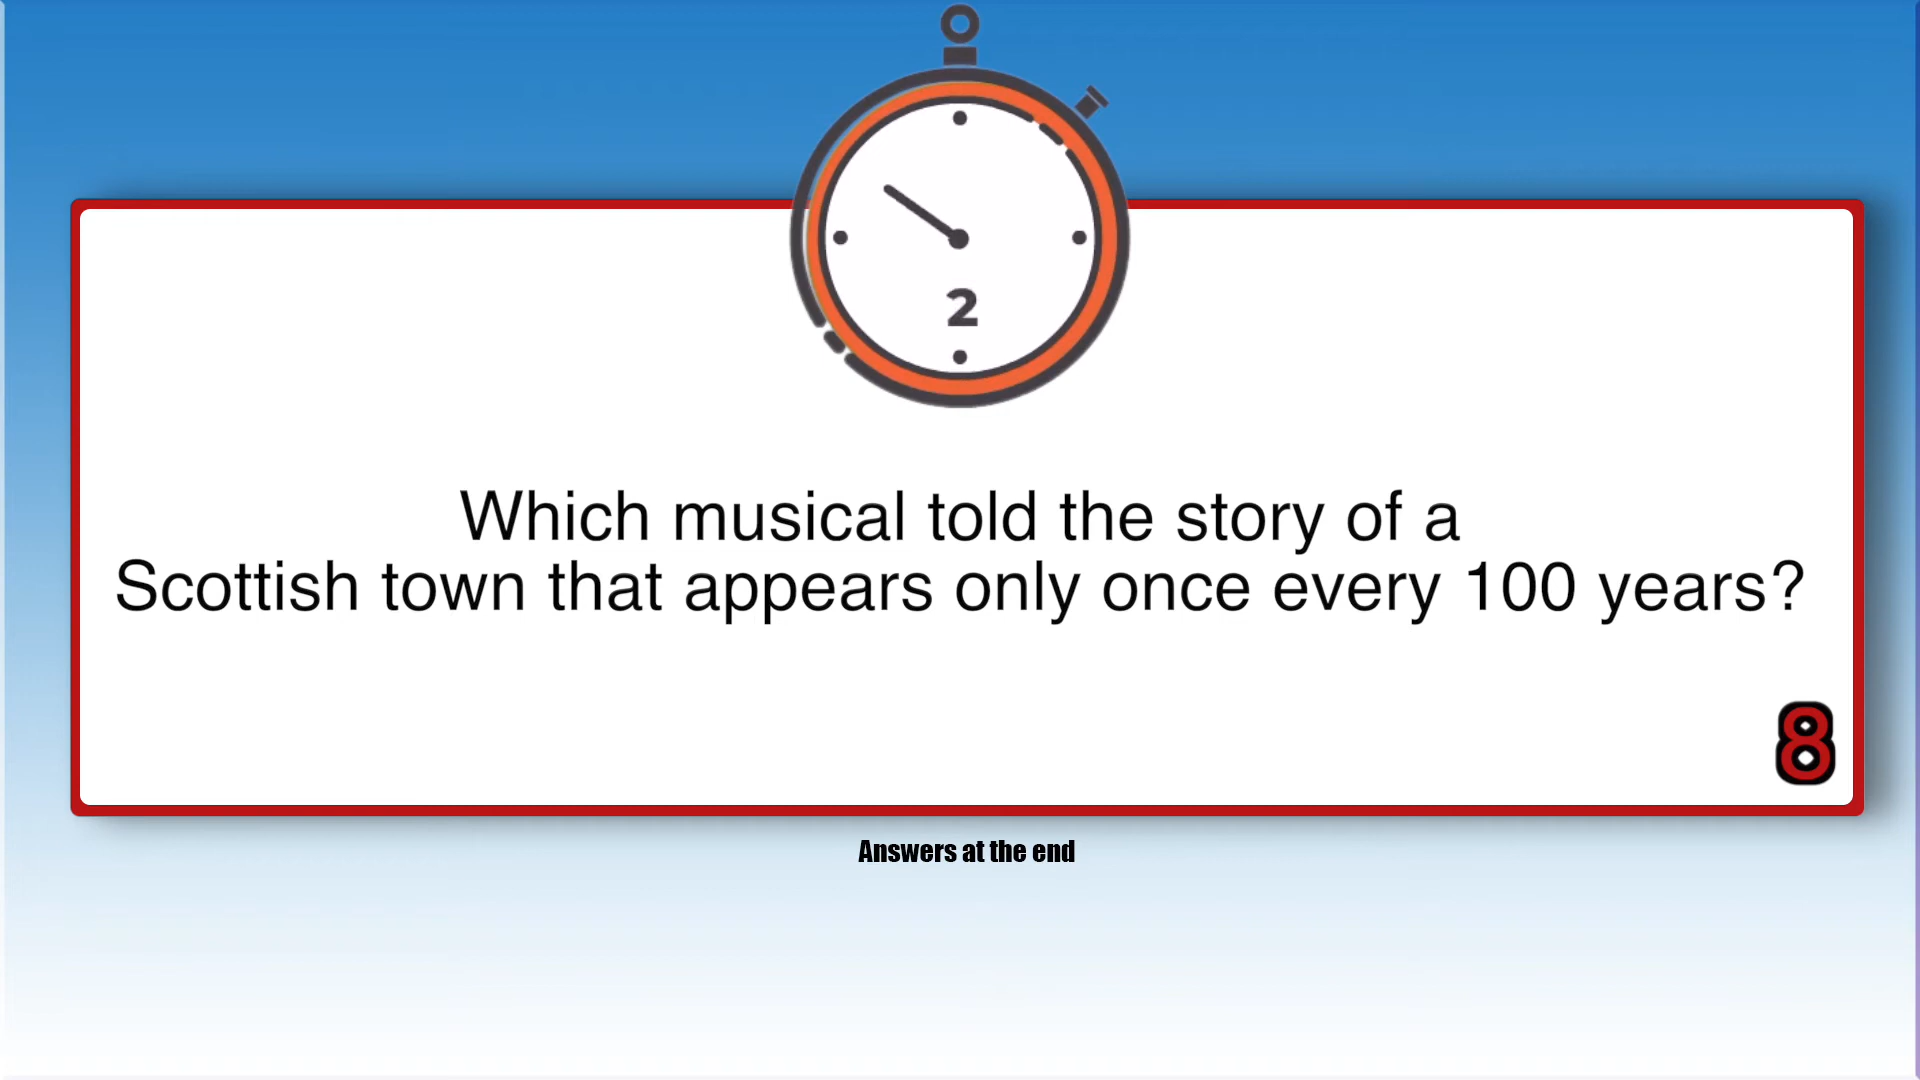 2
Which musical told the story of a
Scottish town that appears only once every 100 years?
8
Answers at the end